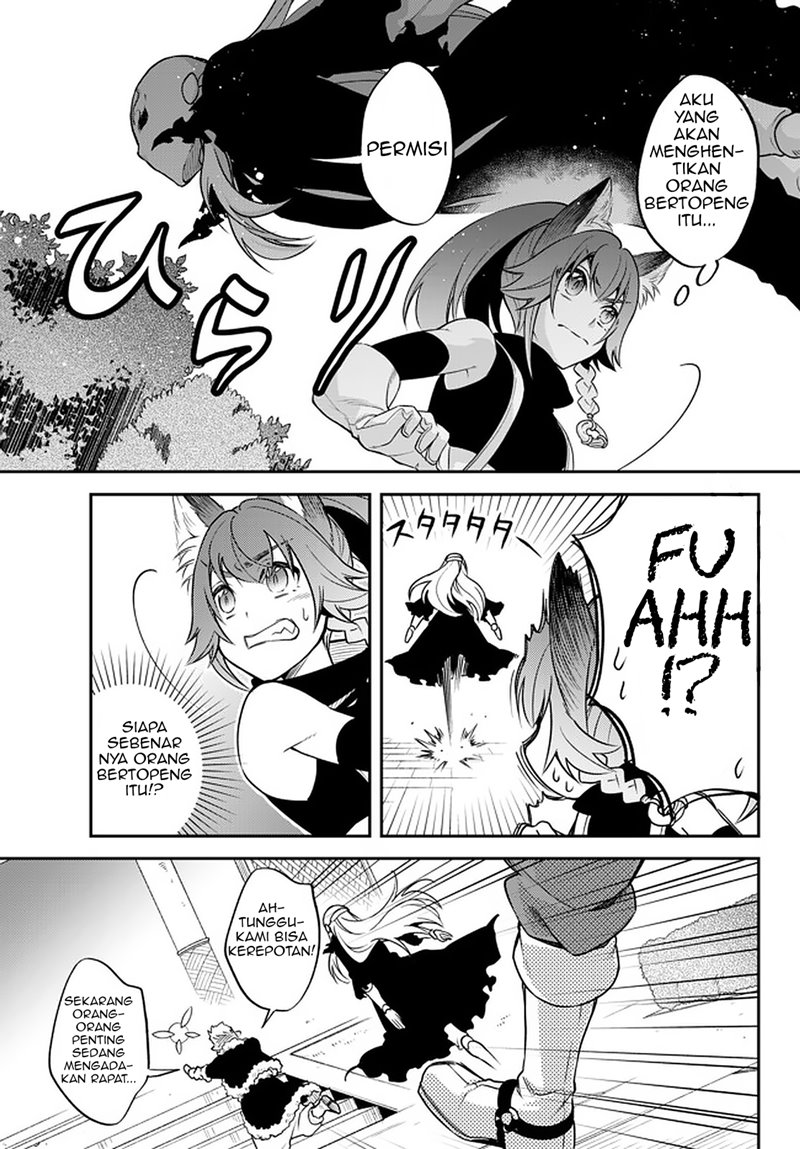 AKU
YANG
AKAN
MENGHEN-
TIKAN
ORANG
BERTOPENG
ITU...
PERMISI
ひらり
FU
AHH
!?
スタタタター
SIAPA
SEBENAR
NYA ORANG
BERTOPENG
ITU!?
AH-
TUNGGU-
KAMI BISA
KEREPOTAN!
SEKARANG
ORANG-
ORANG
PENTING
SEDANG
MENGADA-
KAN RAPAT...